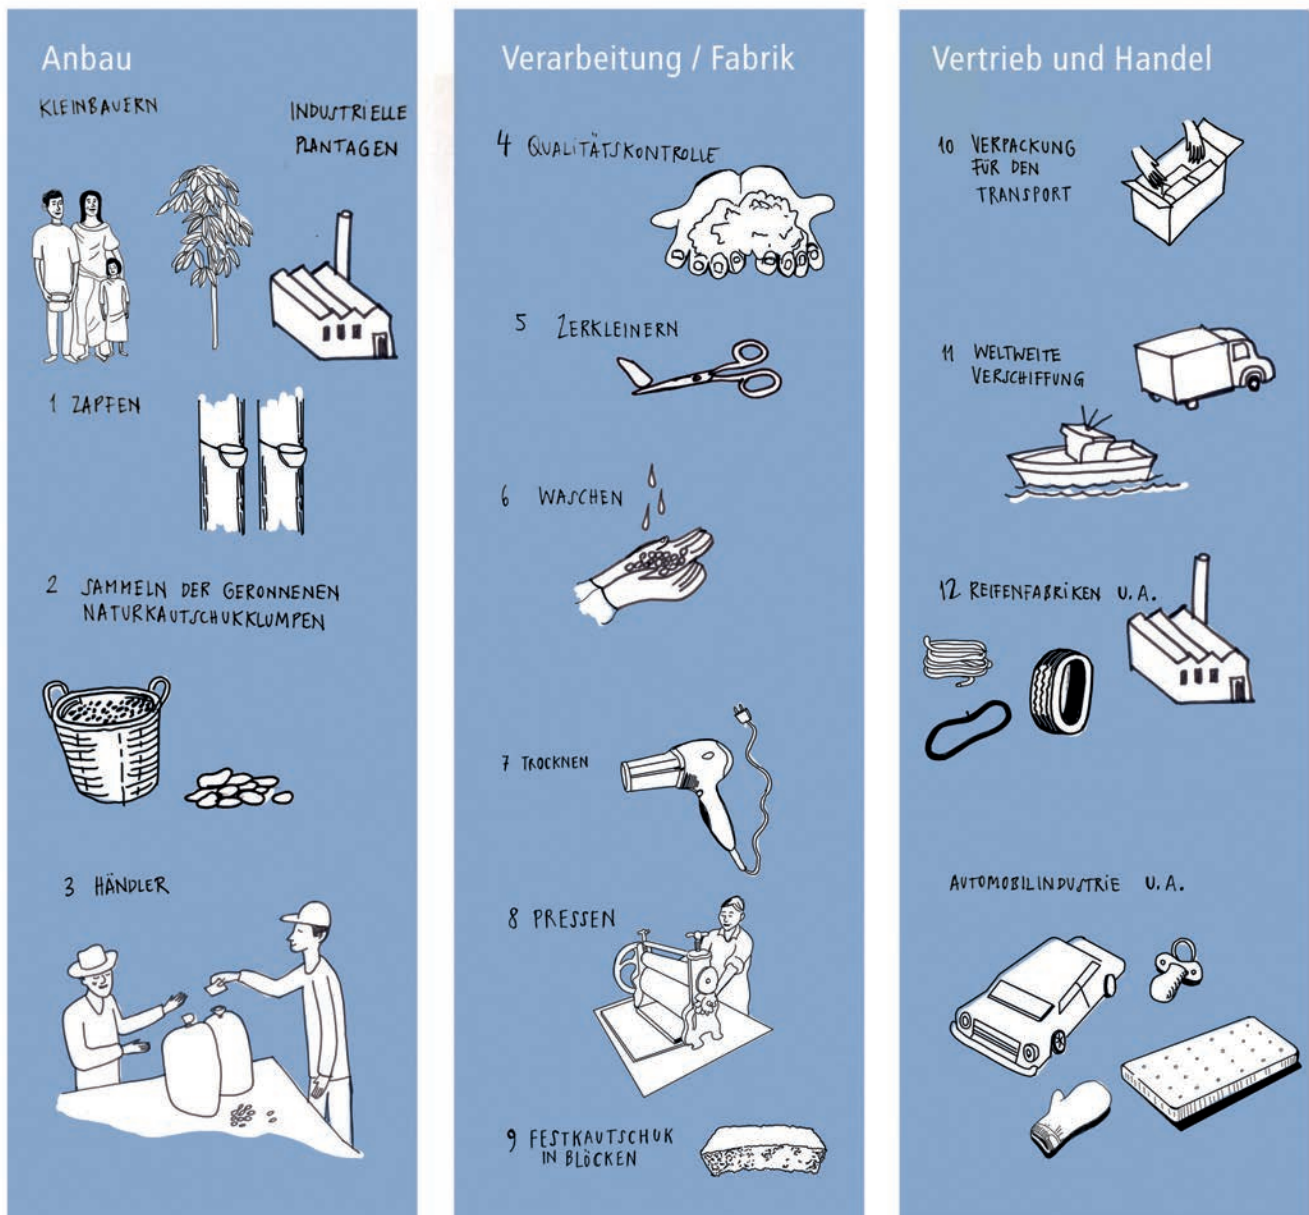 Anbau
KLEINBAUERN
INDUSTRIELLE
PLANTAGEN
1 ZAPFEN
2 SAMMELN DER GERONNENEN
NATURKAUTSCHUKKLUMPEN
3 HÄNDLER
Verarbeitung / Fabrik
4 QUALITÄTSKONTROLLE
5 ZERKLEINERN
6 WASCHEN
7 TROCKNEN
8 PRESSEN
9 FESTKAUTSCHUK
IN BLÖCKEN
Vertrieb und Handel
10 VERPACKUNG
FÜR DEN
TRANSPORT
11 WELTWEITE
VERSCHIFFUNG
12 REIFENFABRIKEN U.A.
AUTOMOBILINDUSTRIE U.A.